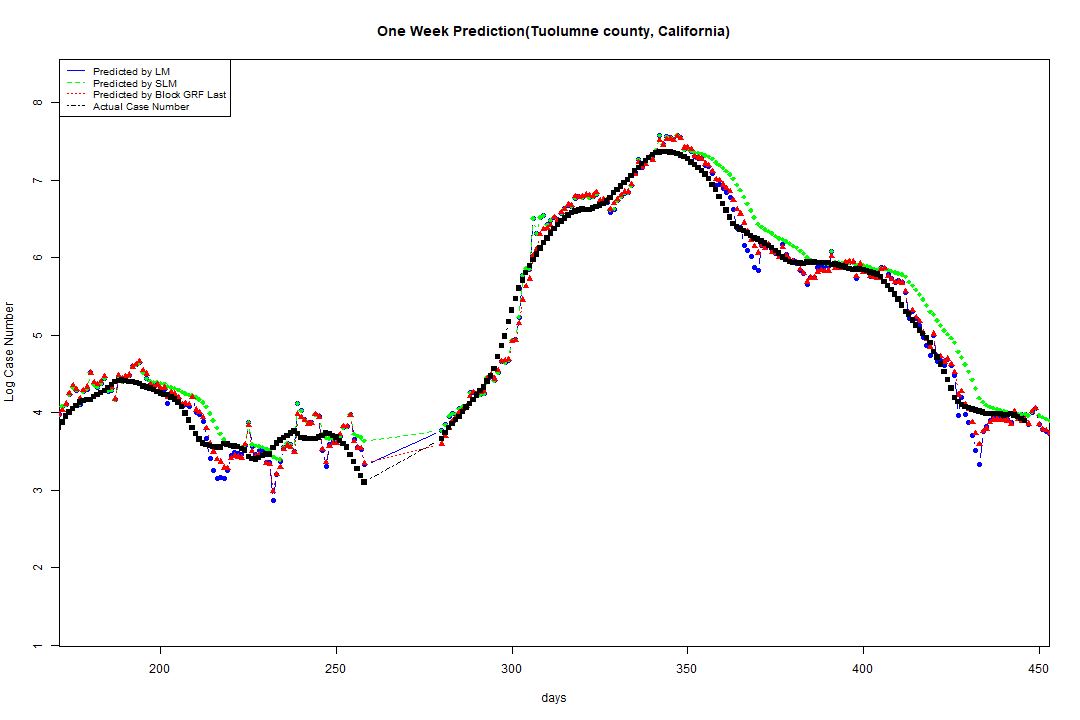 One Week Prediction(Tuolumne county, California)
Predicted by LM
Predicted by SLM
Predicted by Block GRF Last
Actual Case Number
8
7
6
5
4
3
2
1
Log Case Number
200 250 300 350 400 450
days